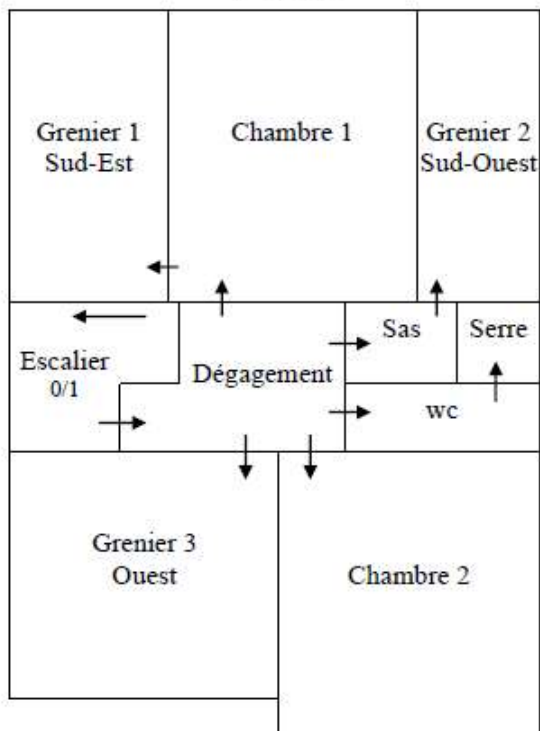 Grenier 1
Sud-Est
Chambre 1
Grenier 2
Sud-Ouest
Escalier
0/1
Dégagement
Sas
Serre
wc
Grenier 3
Ouest
Chambre 2